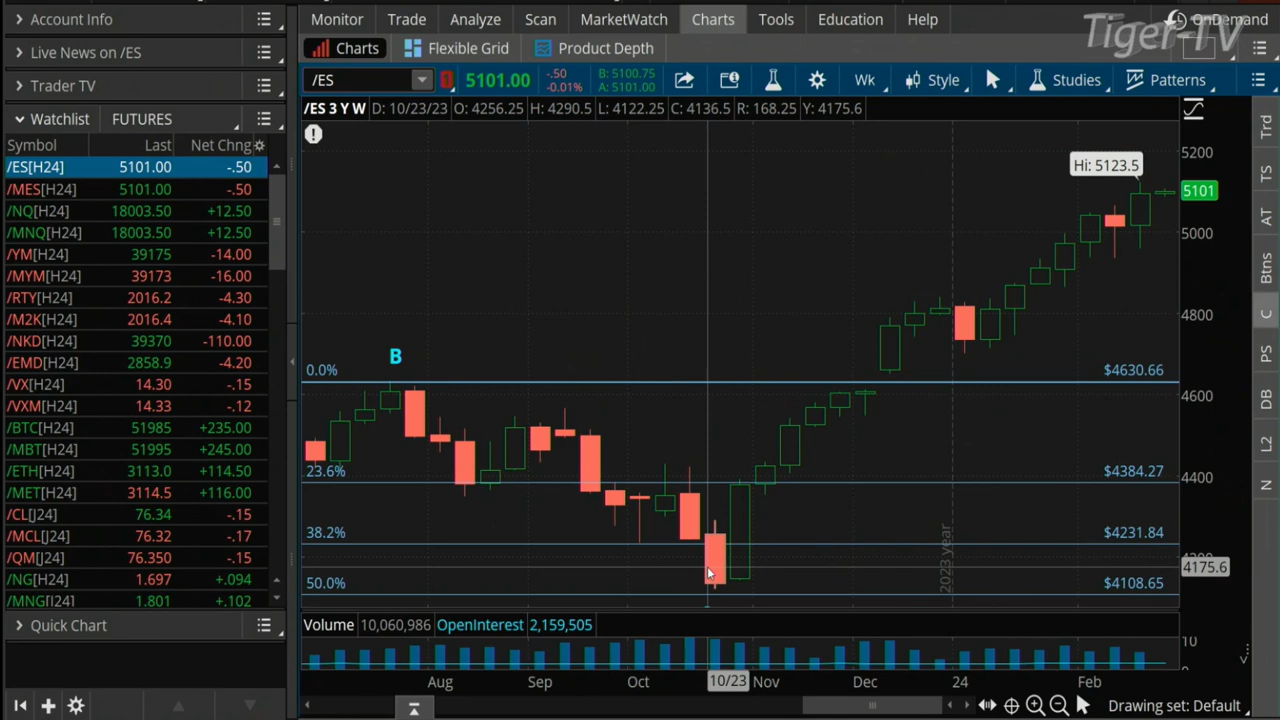 Account Info
Live News on /ES
Trader TV
Watchlist FUTURES
Symbol Last Net Chng
/ES[H24] 5101.00 -.50
/MES[H24] 5101.00 -.50
/NQ[H24] 18003.50 +12.50
/MNQ[H24] 18003.50 +12.50
/YM[H24] 39175 -14.00
/MYM[H24] 39173 -16.00
/RTY[H24] 2016.2 -4.30
/M2K[H24] 2016.4 -4.10
/NKD[H24] 39370 -110.00
/EMD[H24] 2858.9 -4.20
/VX[H24] 14.30 -.15
/VXM[H24] 14.33 -.12
/BTC[H24] 51985 +235.00
/MBT[H24] 51995 +245.00
/ETH[H24] 3113.0 +114.50
/MET[H24] 3114.5 +116.00
/CL[J24] 76.34 -.15
/MCL[J24] 76.32 -.17
/QM[J24] 76.350 -.15
/NG[H24] 1.697 +.094
/MNG[J24] 1.801 +.102
Quick Chart
Monitor Trade Analyze Scan MarketWatch Charts Tools Education Help
OnDemand
Tiger-TV
Charts Flexible Grid Product Depth
/ES 1 5101.00 -.50 B: 5100.75
-0.01% A: 5101.00
Wk Style Studies Patterns
/ES 3 Y W D: 10/23/23 O: 4256.25 H: 4290.5 L: 4122.25 C: 4136.5 R: 168.25 Y: 4175.6
5200
Hi: 5123.5
5101
5000
4800
B
0.0% $4630.66
4600
23.6% $4384.27
4400
38.2% $4231.84
4175.6
50.0% $4108.65
2023 year
Volume 10,060,986 OpenInterest 2,159,505
10
Aug Sep Oct 10/23 Nov Dec 24 Feb
Drawing set: Default
Trd
TS
AT
Btns
C
PS
DB
L2
N